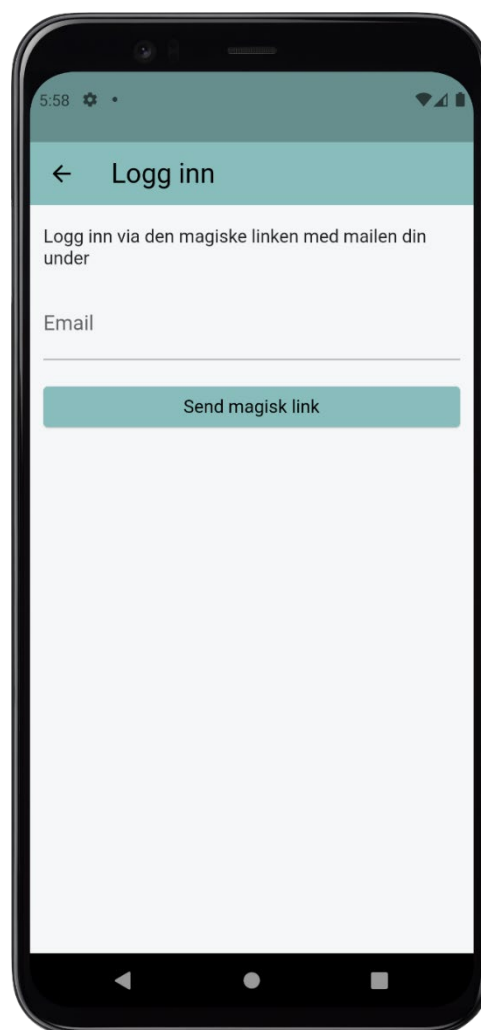 5:58
Logg inn
Logg inn via den magiske linken med mailen din
under
Email
Send magisk link